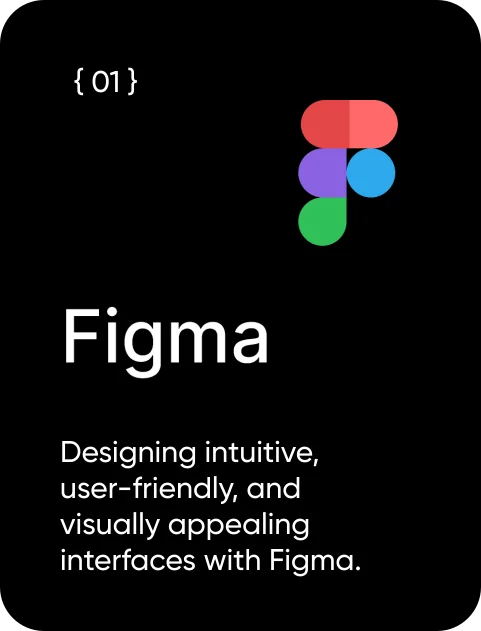 { 01 }
Figma
Designing intuitive,
user-friendly, and
visually appealing
interfaces with Figma.